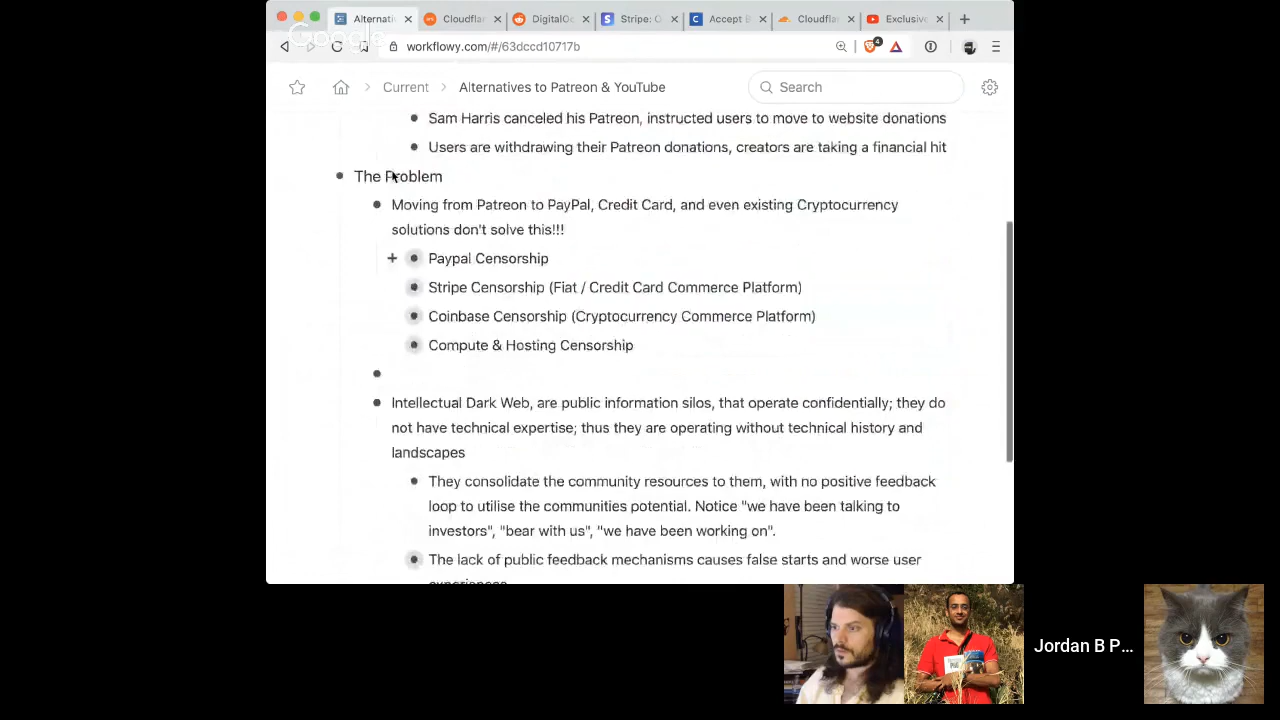 Alternati
Cloudflar
DigitalOc
Stripe: O
Accept B
Cloudflar
Exclusive
Google
workflowy.com/#/63dccd10717b
4
Current
Alternatives to Patreon & YouTube
Search
Sam Harris canceled his Patreon, instructed users to move to website donations
Users are withdrawing their Patreon donations, creators are taking a financial hit
The Problem
Moving from Patreon to PayPal, Credit Card, and even existing Cryptocurrency
solutions don't solve this!!!
Paypal Censorship
Stripe Censorship (Fiat / Credit Card Commerce Platform)
Coinbase Censorship (Cryptocurrency Commerce Platform)
Compute & Hosting Censorship
Intellectual Dark Web, are public information silos, that operate confidentially; they do
not have technical expertise; thus they are operating without technical history and
landscapes
They consolidate the community resources to them, with no positive feedback
loop to utilise the communities potential. Notice "we have been talking to
investors", "bear with us", "we have been working on".
The lack of public feedback mechanisms causes false starts and worse user
experiences
Jordan B P...